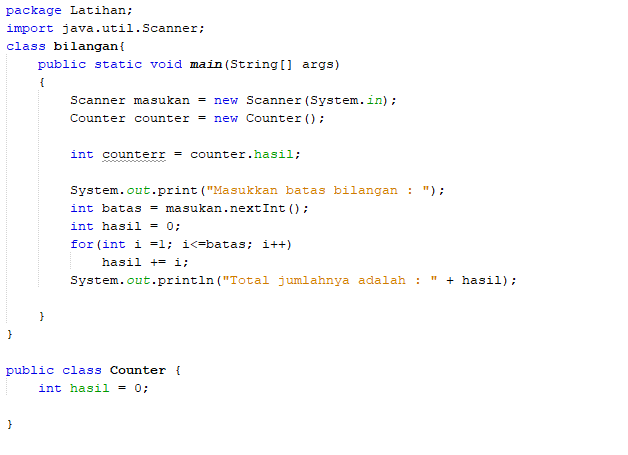 package Latihan;
import java.util.Scanner;
class bilangan{
    public static void main(String[] args)
    {
        Scanner masukan = new Scanner(System.in);
        Counter counter = new Counter();
        int counterr = counter.hasil;
        System.out.print("Masukkan batas bilangan : ");
        int batas = masukan.nextInt();
        int hasil = 0;
        for(int i =1; i<=batas; i++)
            hasil += i;
        System.out.println("Total jumlahnya adalah : " + hasil);
    }
}
public class Counter {
    int hasil = 0;
}